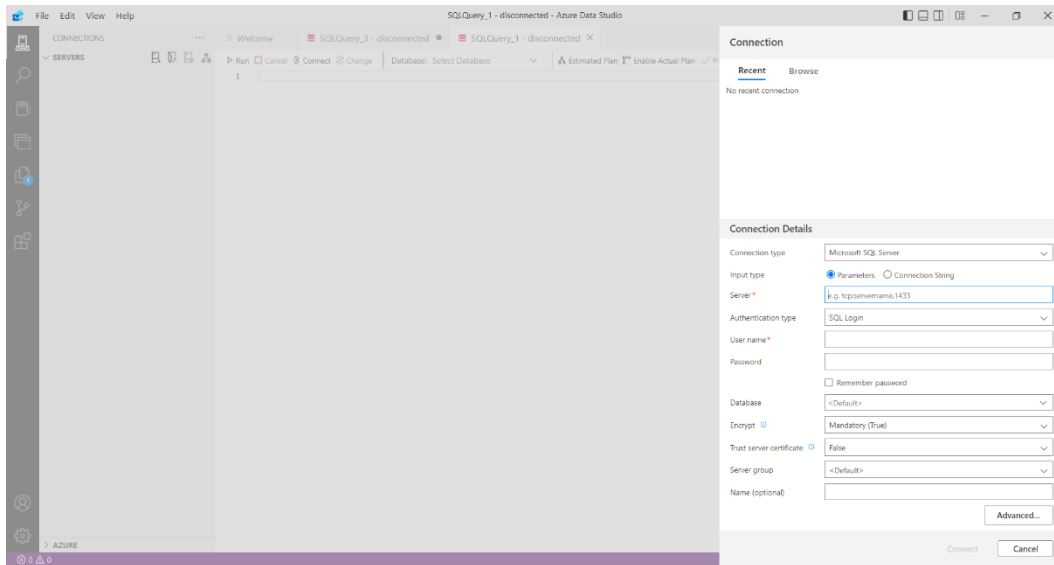 File Edit View Help
SQLQuery_1 - disconnected - Azure Data Studio
CONNECTIONS
SERVERS
Welcome
SQLQuery_3 - disconnected
SQLQuery_1 - disconnected
Run Cancel Connect Change Database: Select Database Estimated Plan Enable Actual Plan
1
1
AZURE
0 0
Connection
Recent Browse
No recent connection
Connection Details
Connection type Microsoft SQL Server
Input type Parameters Connection String
Server* e.g. tcp:servername,1433
Authentication type SQL Login
User name*
Password
Remember password
Database <Default>
Encrypt Mandatory (True)
Trust server certificate False
Server group <Default>
Name (optional)
Advanced...
Connect Cancel